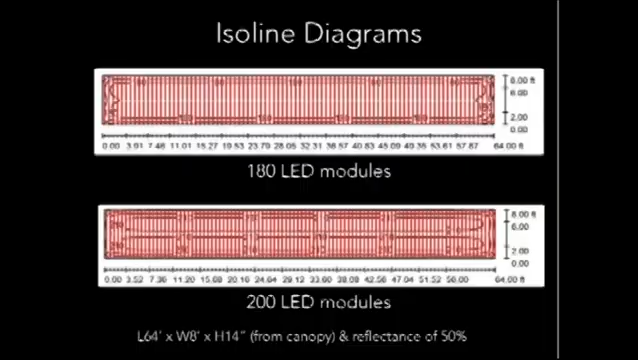 Isoline Diagrams
8.00 ft
6.00
2.00
0.00
0.00 3.91 7.46 11.01 15.27 19.53 23.79 28.05 32.31 36.57 40.83 45.09 49.35 53.61 57.87 64.00 ft
180 LED modules
8.00 ft
6.00
2.00
0.00
0.00 3.52 7.36 11.20 15.68 20.16 24.64 29.12 33.60 38.08 42.56 47.04 51.52 56.00 64.00 ft
200 LED modules
L64' x W8' x H14" (from canopy) & reflectance of 50%